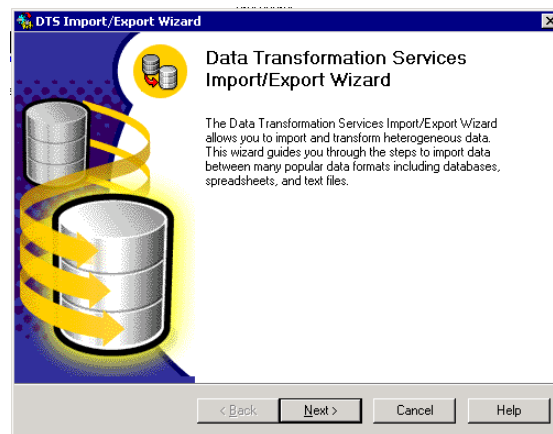 DTS Import/Export Wizard
Data Transformation Services
Import/Export Wizard
The Data Transformation Services Import/Export Wizard
allows you to import and transform heterogeneous data.
This wizard guides you through the steps to import data
between many popular data formats including databases,
spreadsheets, and text files.
< Back Next > Cancel Help